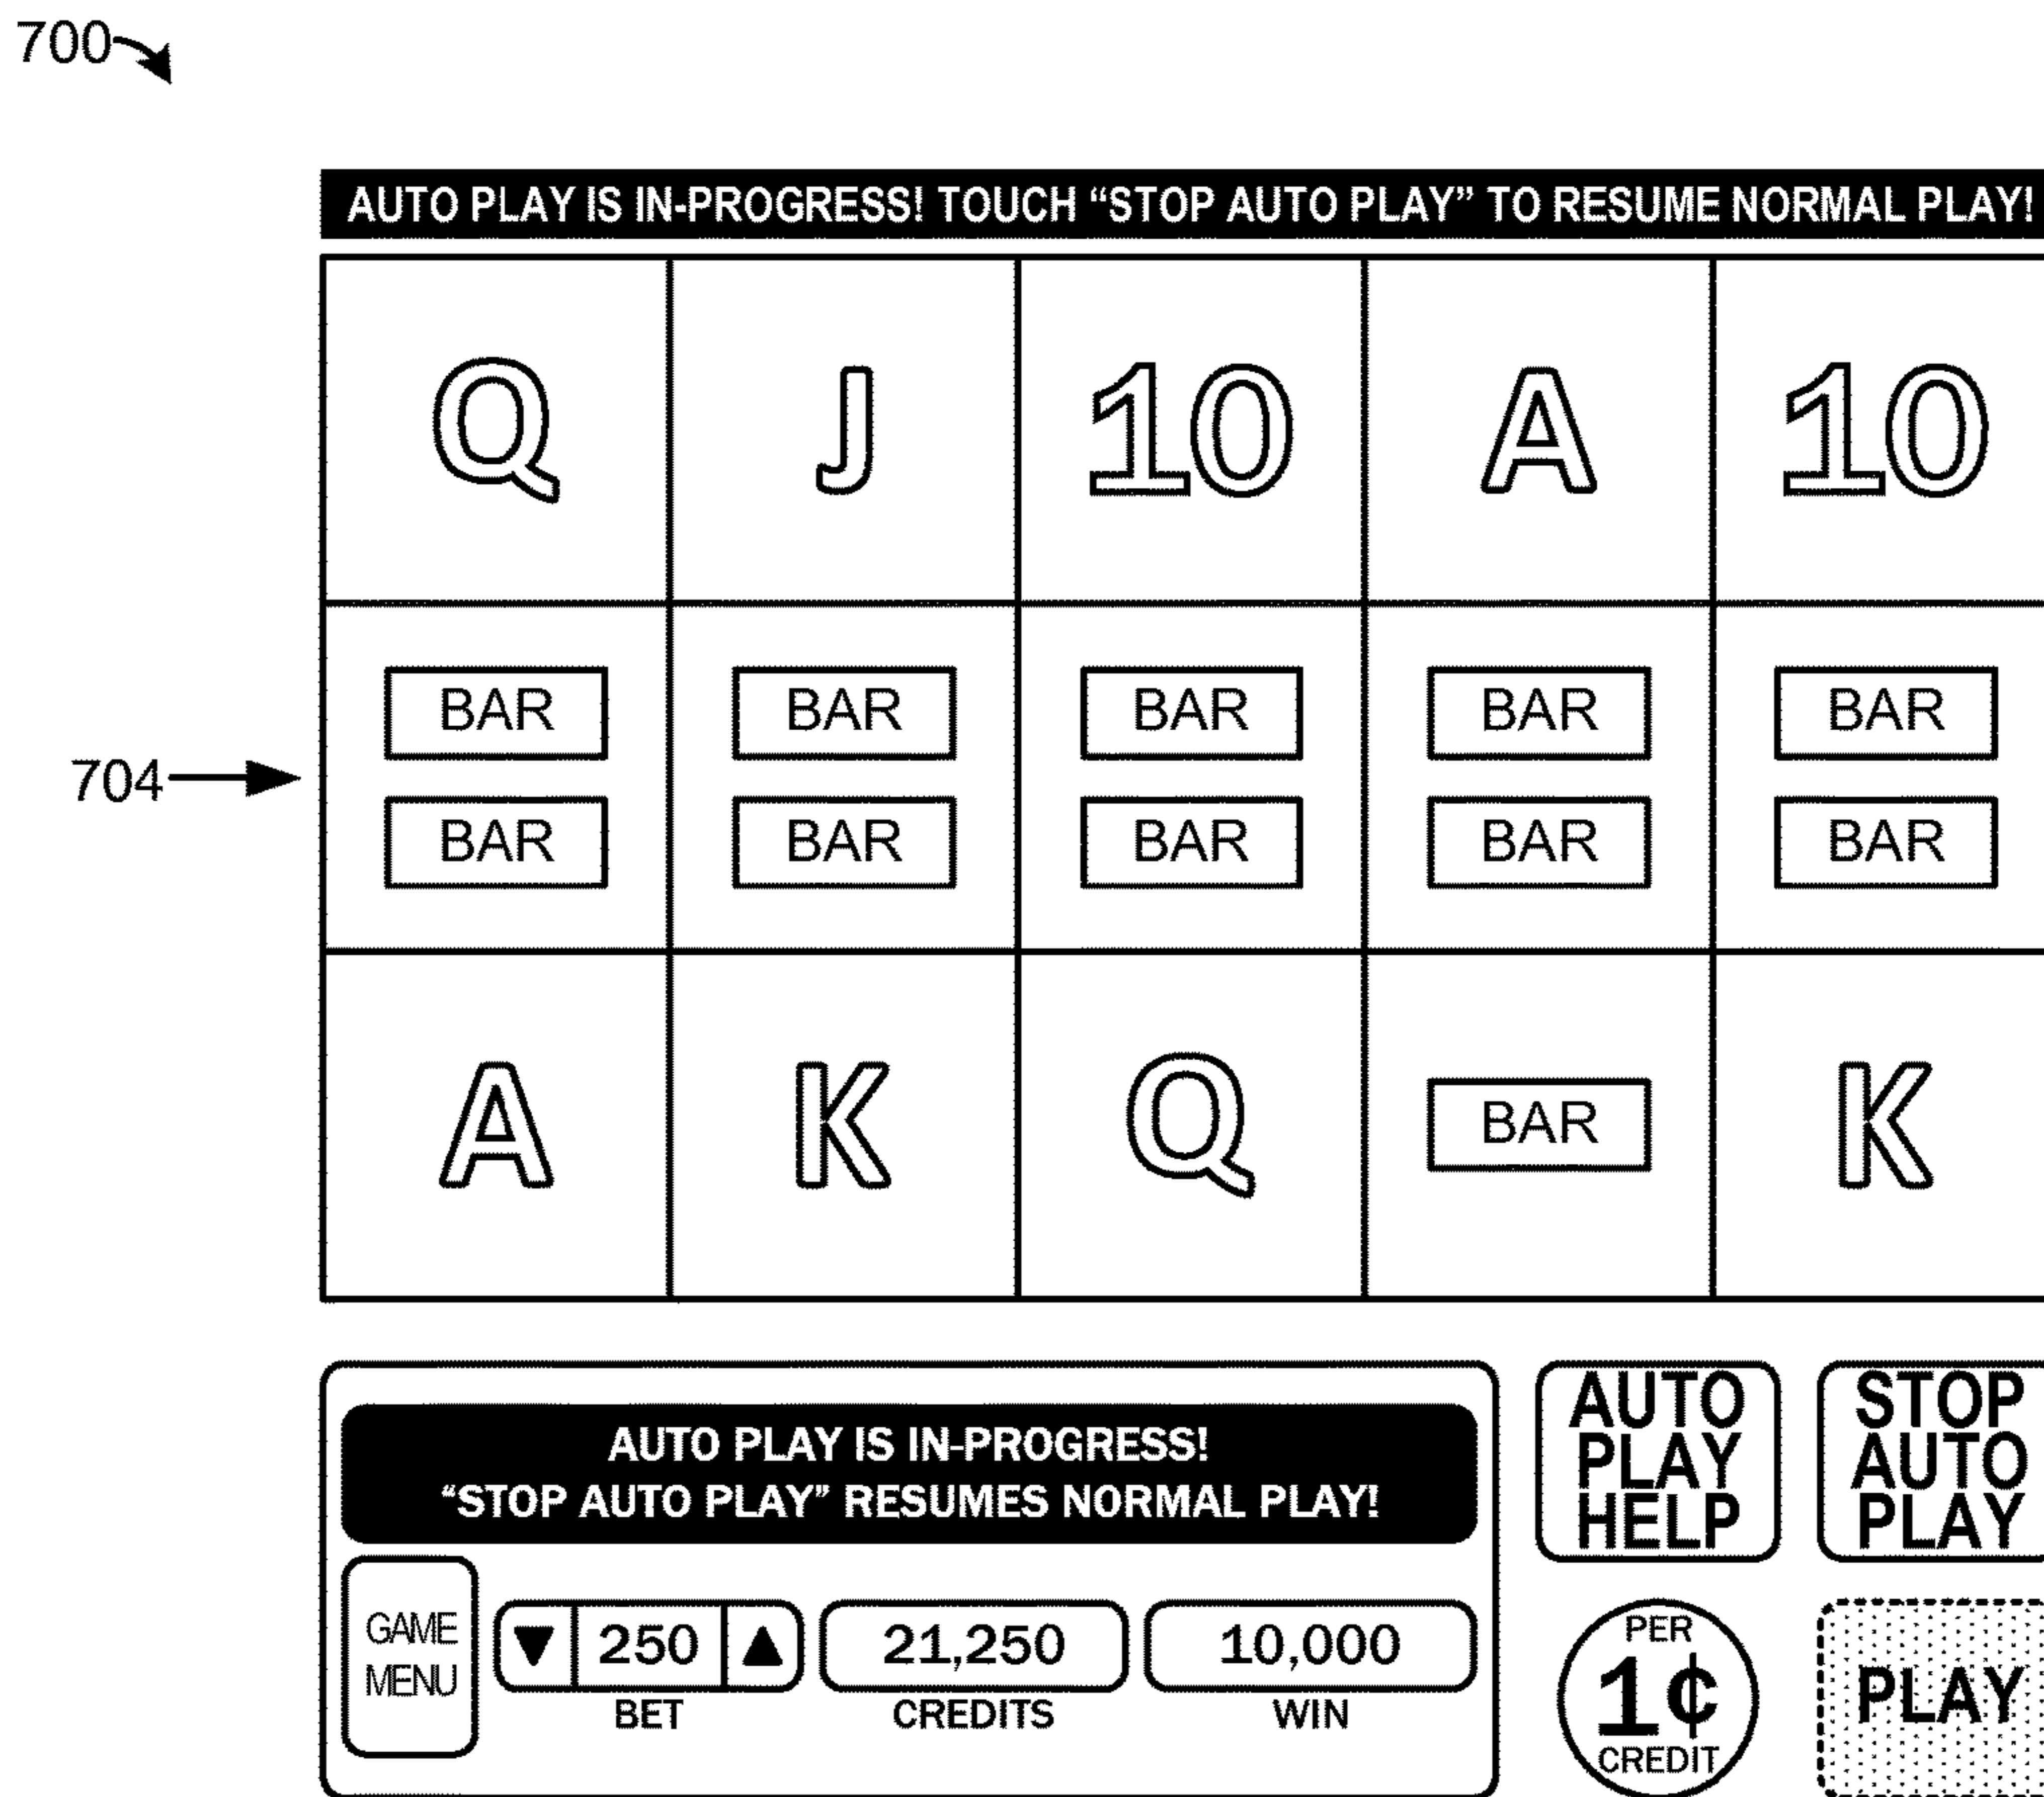 700
AUTO PLAY IS IN-PROGRESS! TOUCH “STOP AUTO PLAY” TO RESUME NORMAL PLAY!
Q J 10 A 10
BAR BAR BAR BAR BAR
704
BAR BAR BAR BAR BAR
A K Q BAR K
AUTO PLAY IS IN-PROGRESS!
“STOP AUTO PLAY” RESUMES NORMAL PLAY!
GAME
MENU
250
BET
21,250
CREDITS
10,000
WIN
AUTO
PLAY
HELP
STOP
AUTO
PLAY
PER
1¢
CREDIT
PLAY